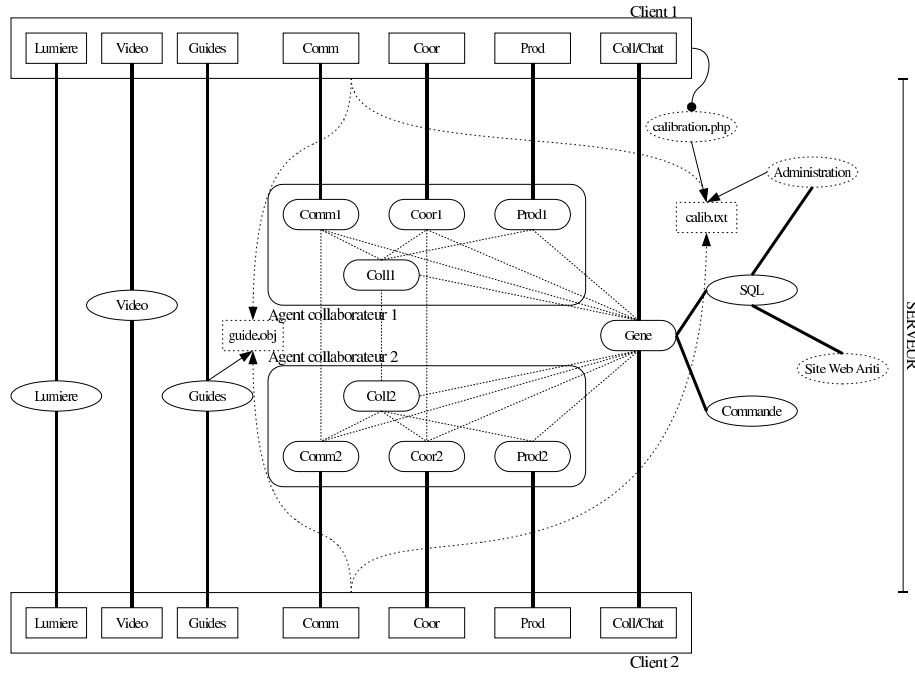 Client 1
Lumiere Video Guides Comm Coor Prod Coll/Chat
calibration.php
Administration
Comm1 Coor1 Prod1 calib.txt
Coll1
SQL
Video
Agent collaborateur 1
guide.obj Gene
SERVEUR
Agent collaborateur 2
Site Web Ariti
Lumiere Guides Coll2
Commande
Comm2 Coor2 Prod2
Lumiere Video Guides Comm Coor Prod Coll/Chat
Client 2